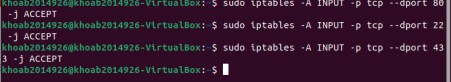 khoab2014926@khoab2014926-VirtualBox:~$ sudo iptables -A INPUT -p tcp --dport 80
 -j ACCEPT
khoab2014926@khoab2014926-VirtualBox:~$ sudo iptables -A INPUT -p tcp --dport 22
 -j ACCEPT
khoab2014926@khoab2014926-VirtualBox:~$ sudo iptables -A INPUT -p tcp --dport 43
3 -j ACCEPT
khoab2014926@khoab2014926-VirtualBox:~$